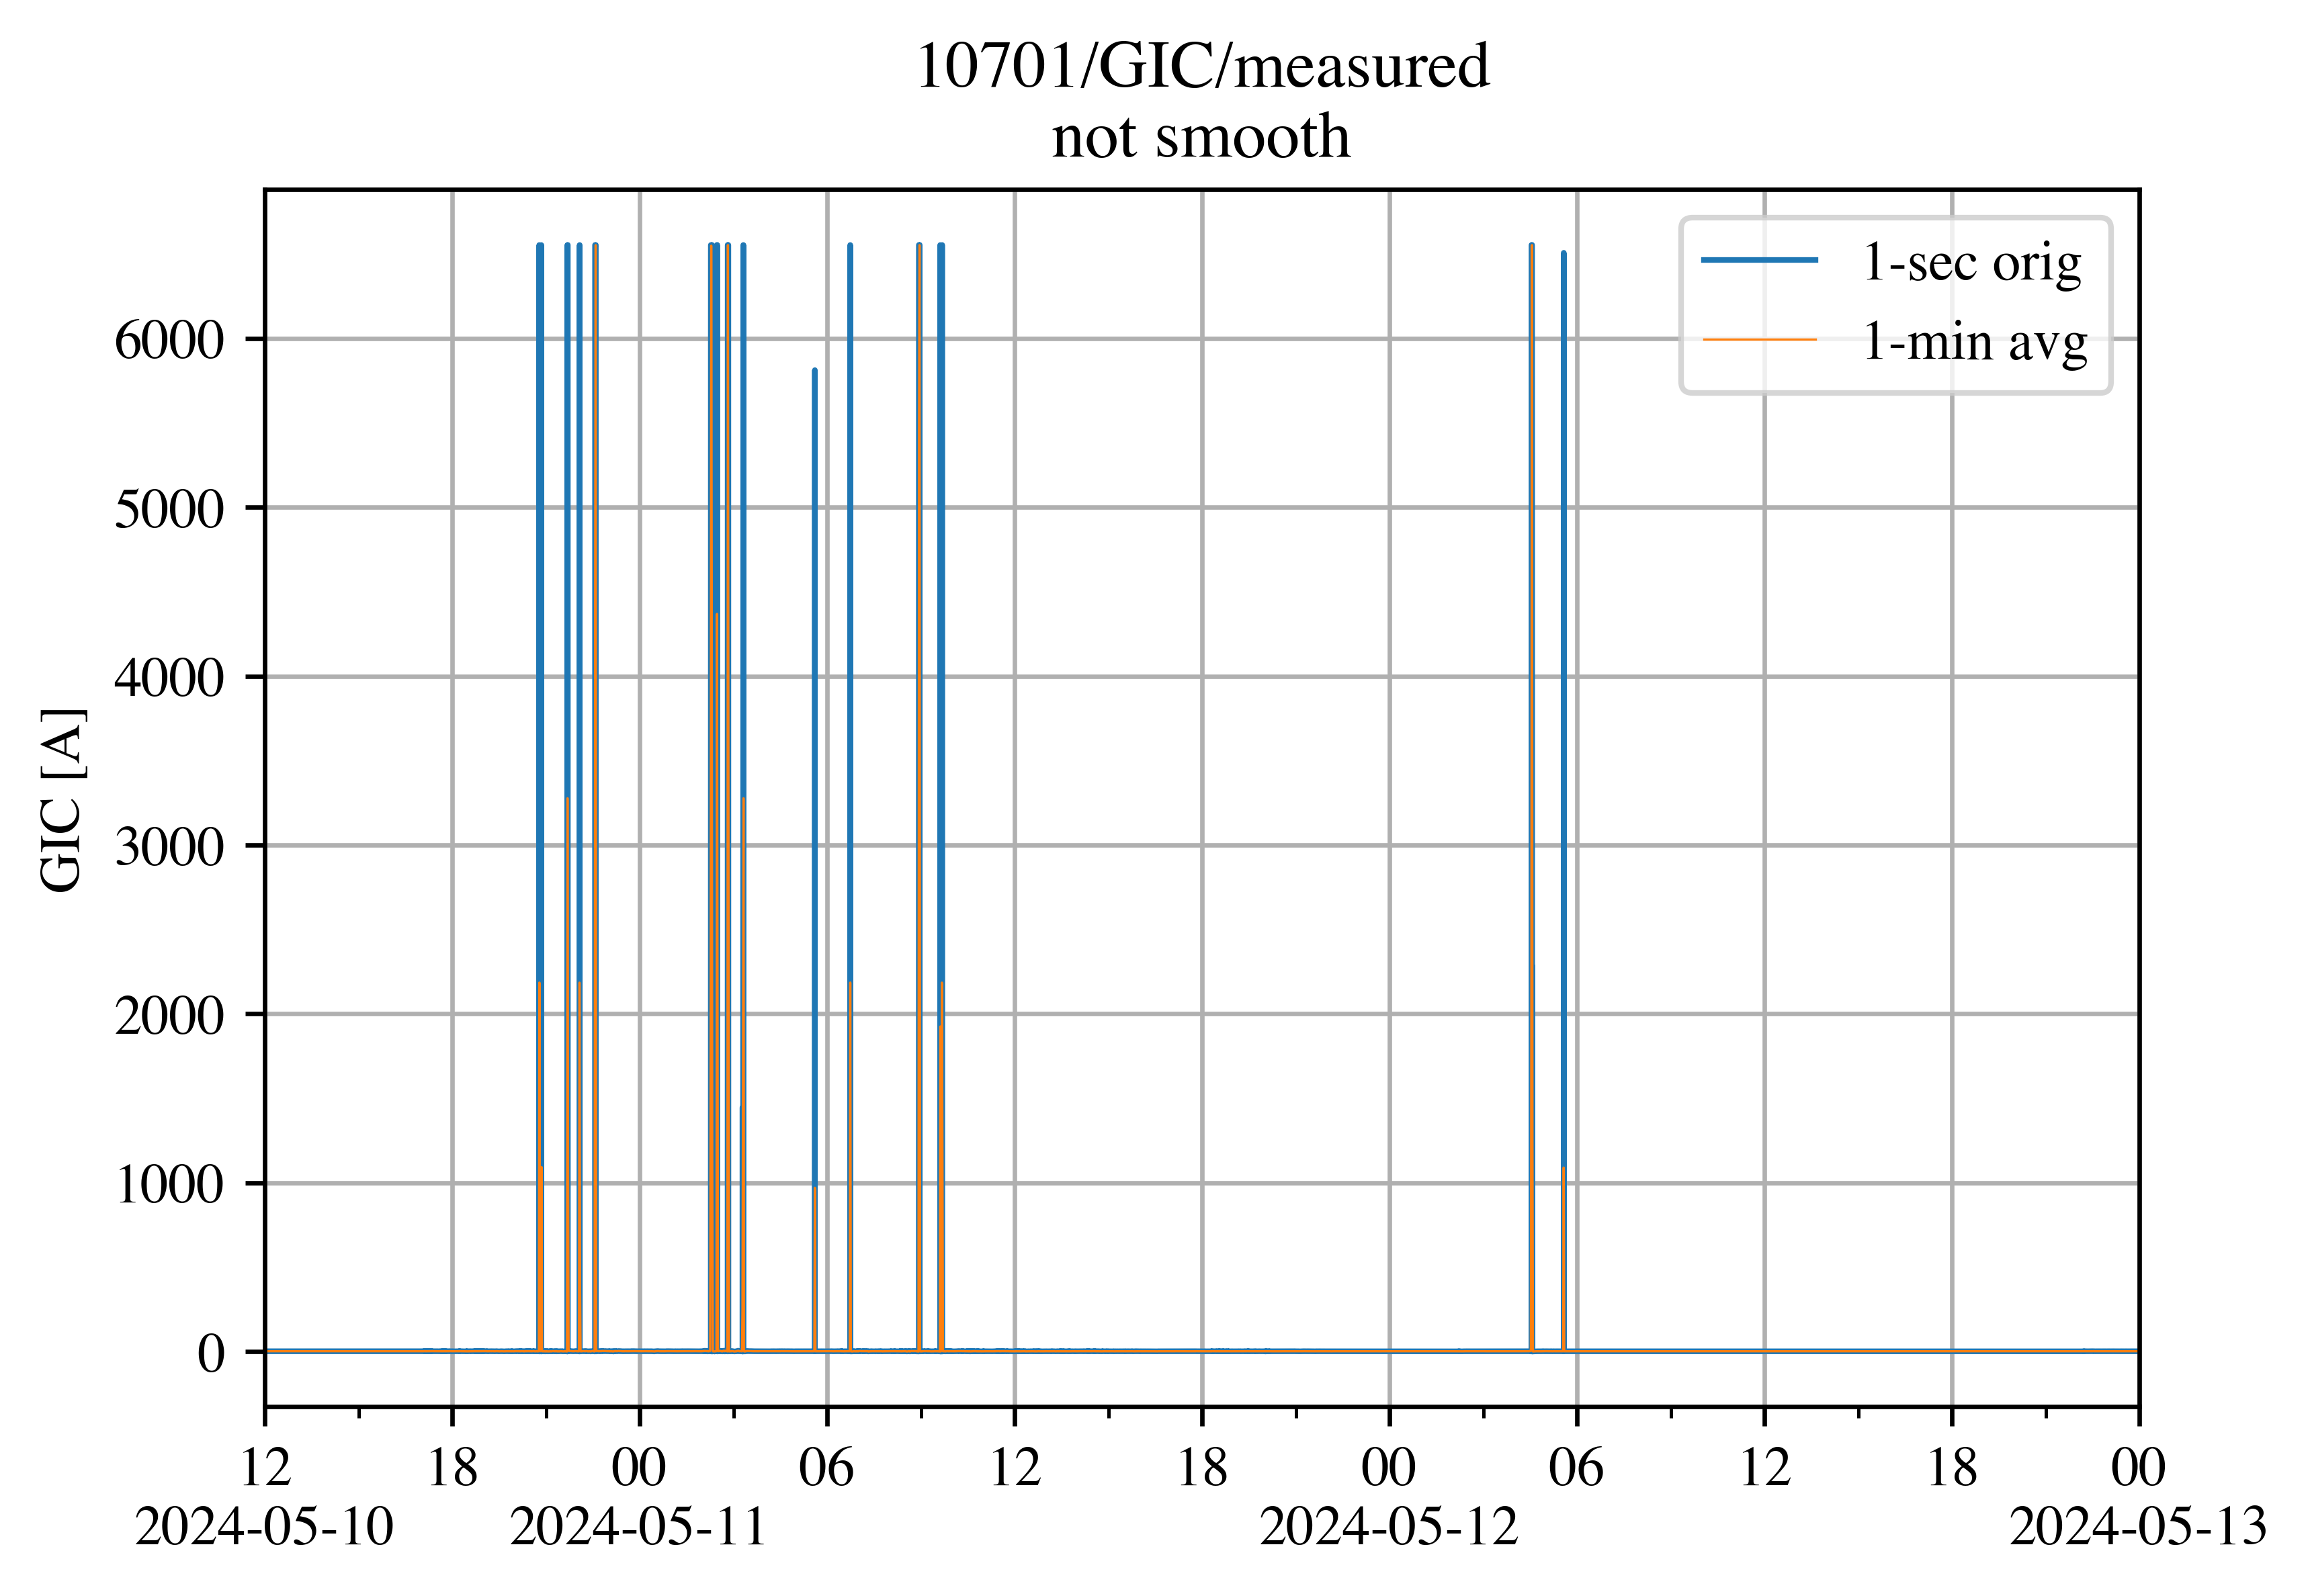 10701/GIC/measured
not smooth
1-sec orig
1-min avg
6000
5000
4000
3000
2000
1000
0
GIC [A]
12 18 00 06 12 18 00 06 12 18 00
2024-05-10 2024-05-11 2024-05-12 2024-05-13